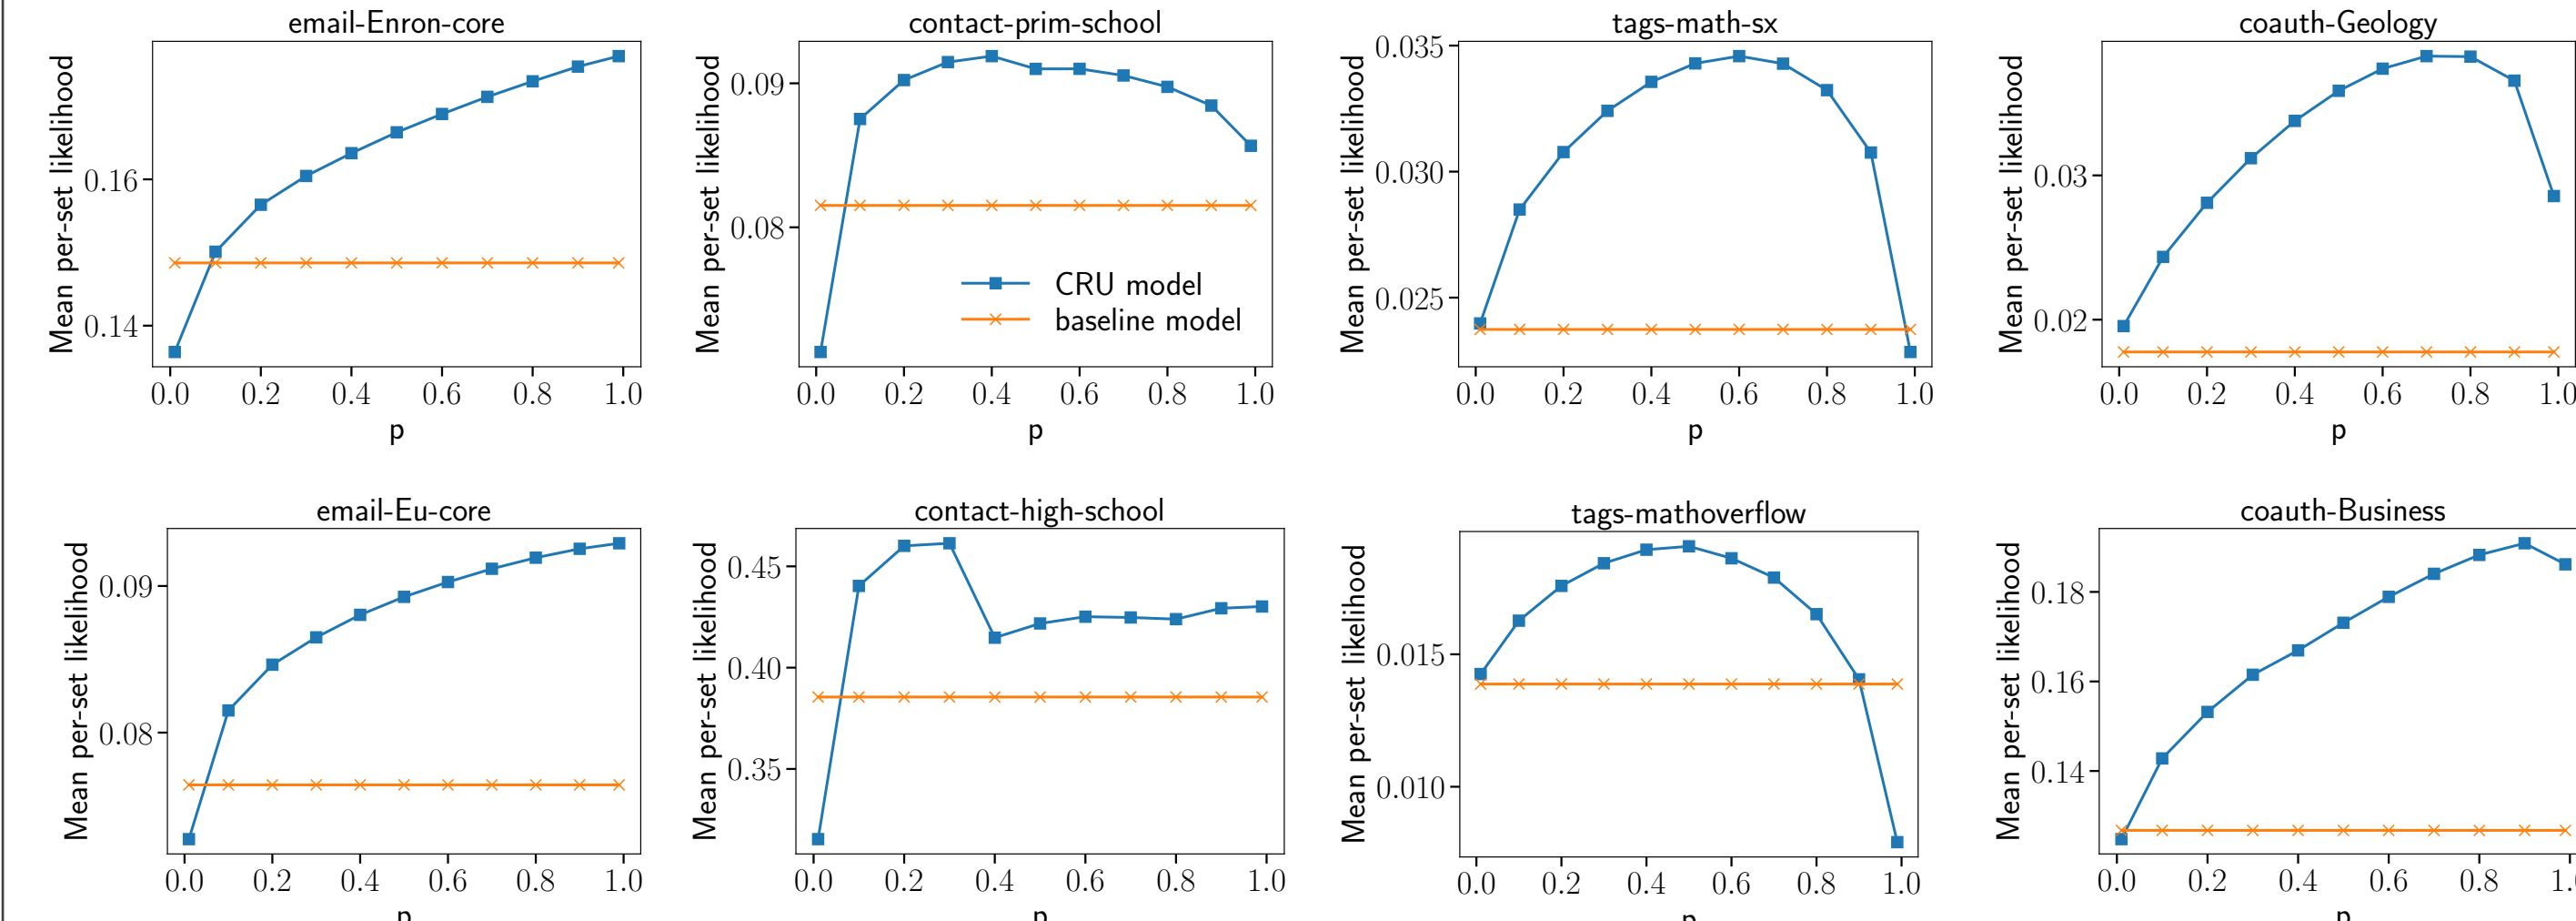 email-Enron-core
Mean per-set likelihood
0.16
0.14
0.0 0.2 0.4 0.6 0.8 1.0
p
contact-prim-school
Mean per-set likelihood
0.09
0.08
CRU model
baseline model
0.0 0.2 0.4 0.6 0.8 1.0
p
tags-math-sx
Mean per-set likelihood
0.035
0.030
0.025
0.0 0.2 0.4 0.6 0.8 1.0
p
coauth-Geology
Mean per-set likelihood
0.03
0.02
0.0 0.2 0.4 0.6 0.8 1.0
p
email-Eu-core
Mean per-set likelihood
0.09
0.08
0.0 0.2 0.4 0.6 0.8 1.0
p
contact-high-school
Mean per-set likelihood
0.45
0.40
0.35
0.0 0.2 0.4 0.6 0.8 1.0
p
tags-mathoverflow
Mean per-set likelihood
0.015
0.010
0.0 0.2 0.4 0.6 0.8 1.0
p
coauth-Business
Mean per-set likelihood
0.18
0.16
0.14
0.0 0.2 0.4 0.6 0.8
p